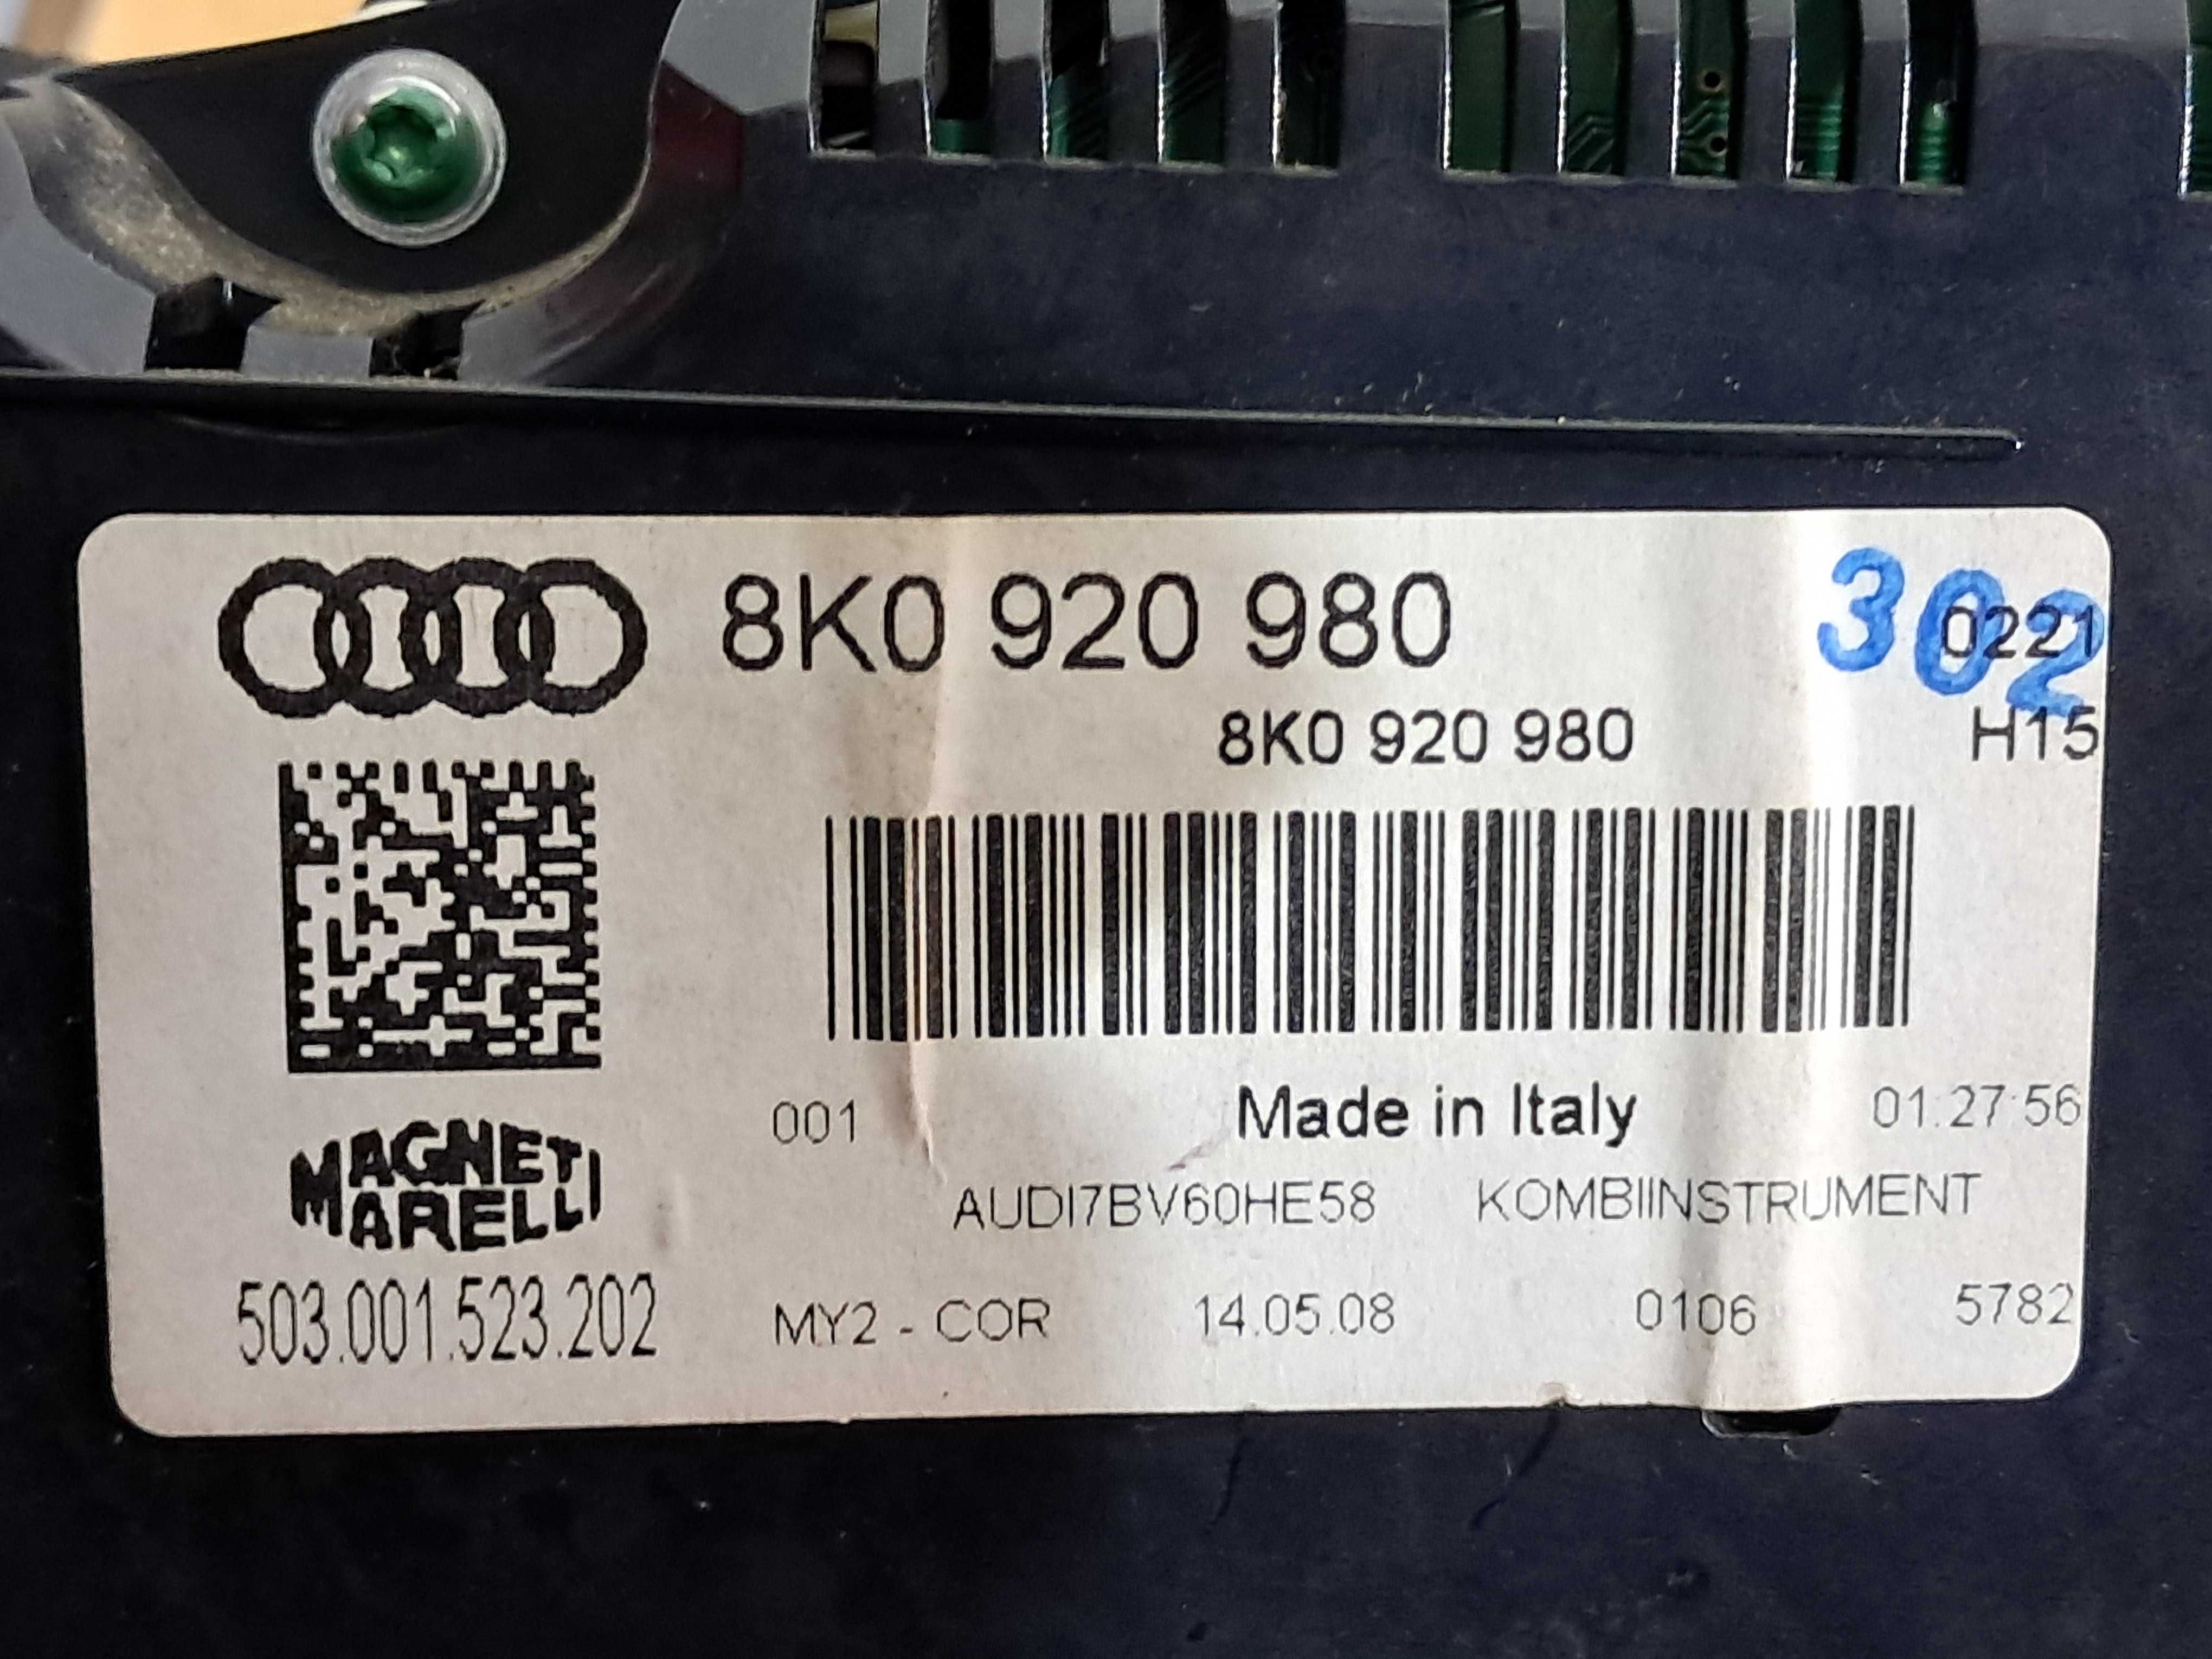 8K0 920 980 302
0221
8K0 920 980 H15
001 Made in Italy 01:27:56
MAGNETI
MARELLI
AUDI7BV60HE58 KOMBIINSTRUMENT
503.001.523.202 MY2 - COR 14.05.08 0106 5782